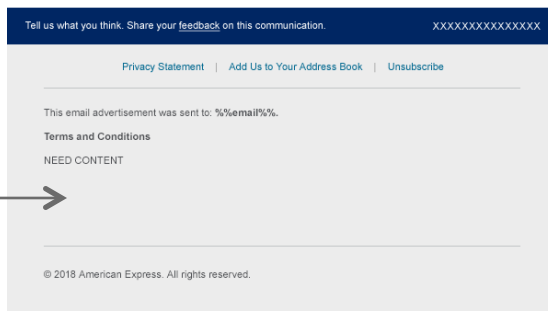 Tell us what you think. Share your feedback on this communication. XXXXXXXXXXXXXXX
Privacy Statement | Add Us to Your Address Book | Unsubscribe
This email advertisement was sent to: %%email%%.
Terms and Conditions
NEED CONTENT
© 2018 American Express. All rights reserved.